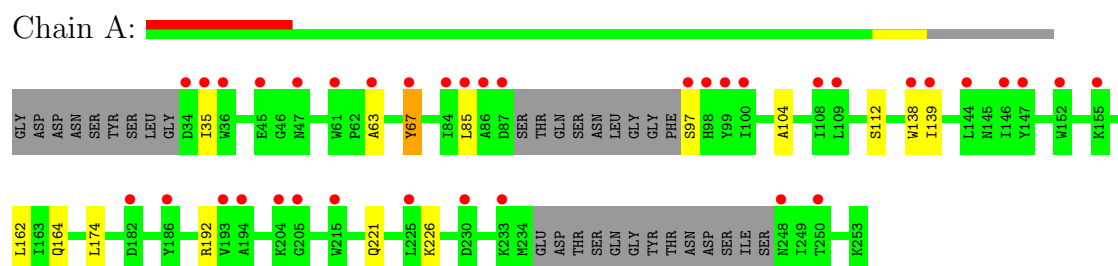 Chain A:
GLY ASP ASP ASN SER TYR SER LEU GLY D34 I35 W36 E45 G46 N47 W61 P62 A63 Y67 I84 L85 A86 D87 SER THR GLN SER ASN LEU GLY GLY PHE S97 H98 Y99 I100 A104 I108 L109 S112 W138 I139 L144 N145 I146 Y147 W152 K155
L162 I163 Q164 L174 D182 Y186 R192 V193 A194 K204 G205 W215 Q221 L225 K226 D230 K233 M234 GLU ASP THR SER GLN GLY TYR THR ASN ASP SER ILE SER N248 I249 T250 K253